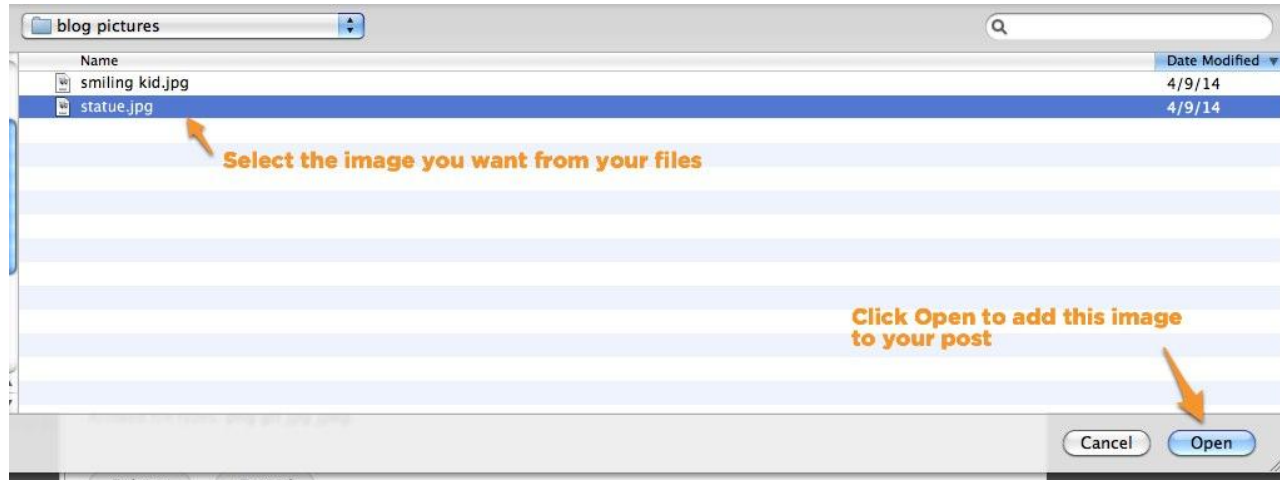 blog pictures
Name Date Modified
smiling kid.jpg 4/9/14
statue.jpg 4/9/14
Select the image you want from your files
Click Open to add this image
to your post
Cancel Open